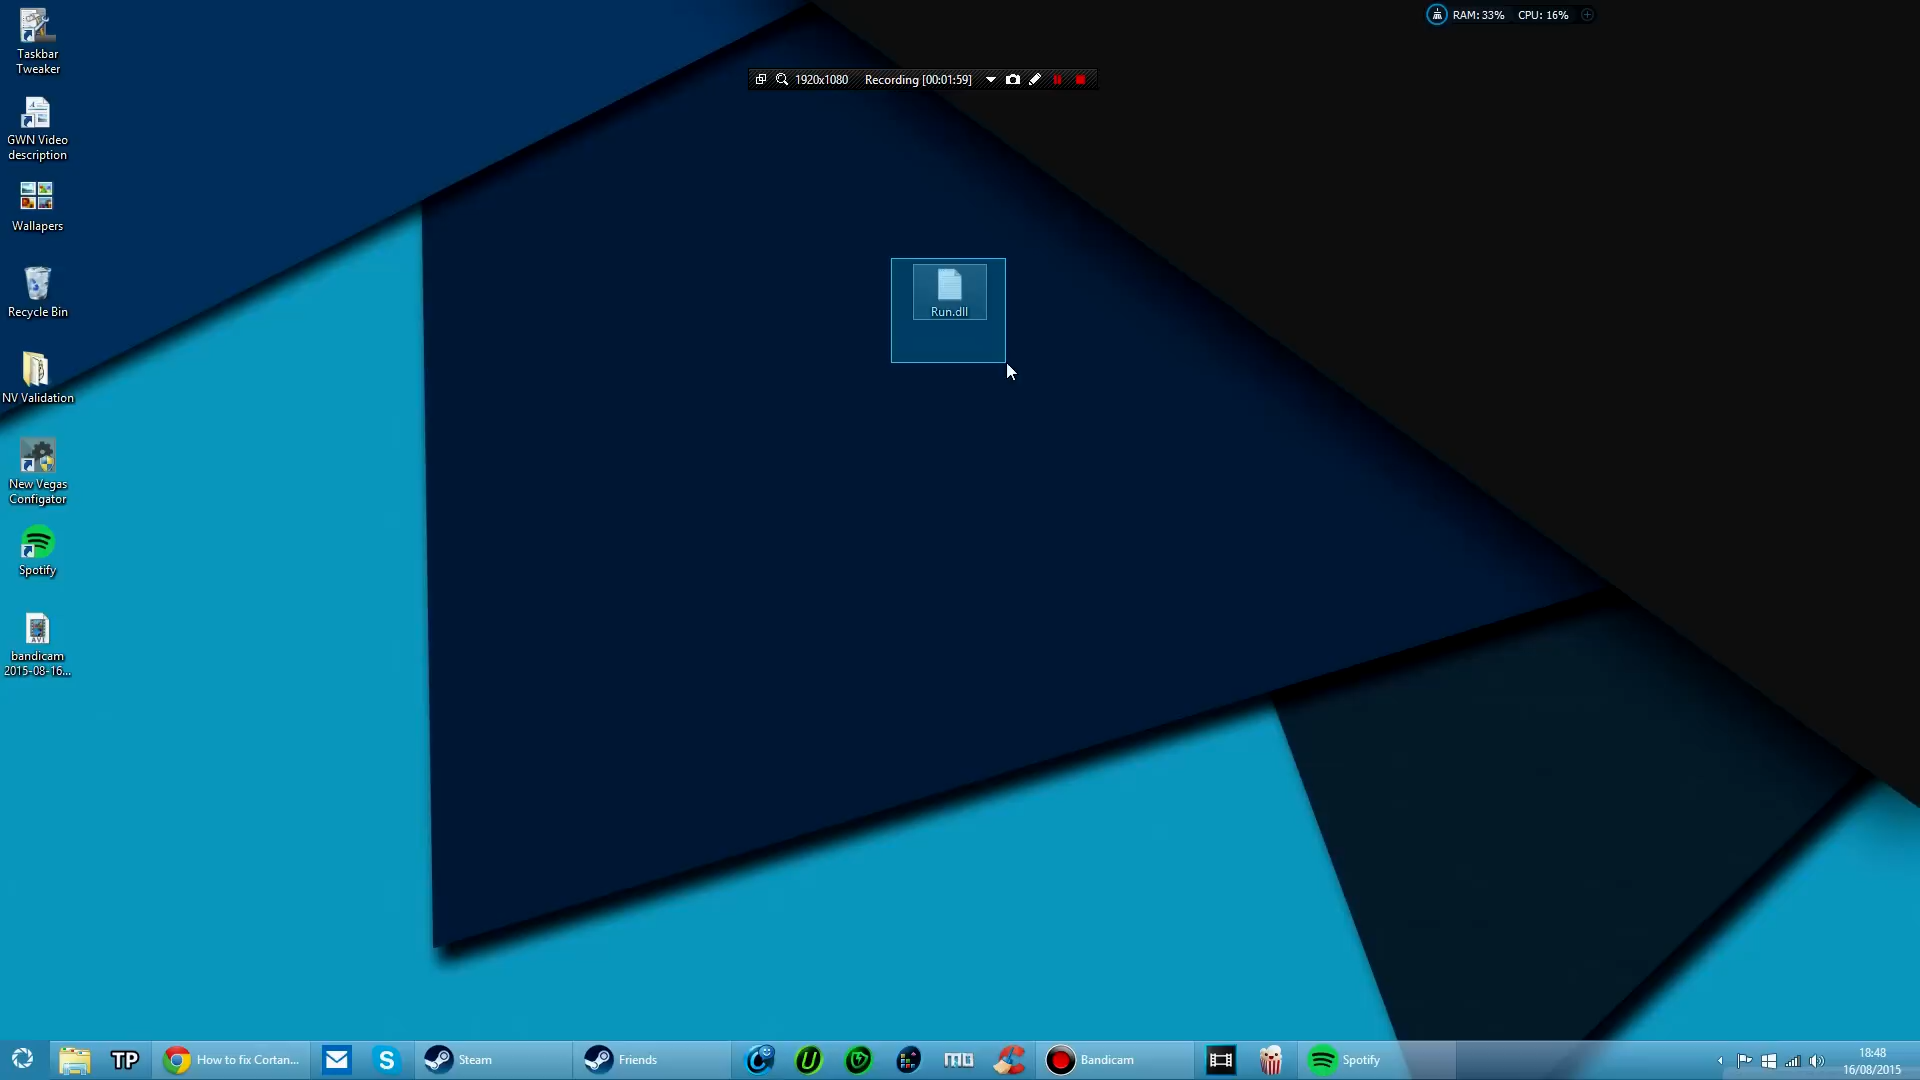 Taskbar
Tweaker
GWN Video
description
Wallapers
Recycle Bin
NV Validation
New Vegas
Configator
Spotify
bandicam
2015-08-16...
RAM: 33% CPU: 16%
1920x1080 Recording [00:01:59]
Run.dll
TP
How to fix Cortan...
Steam
Friends
Bandicam
Spotify
18:48
16/08/2015